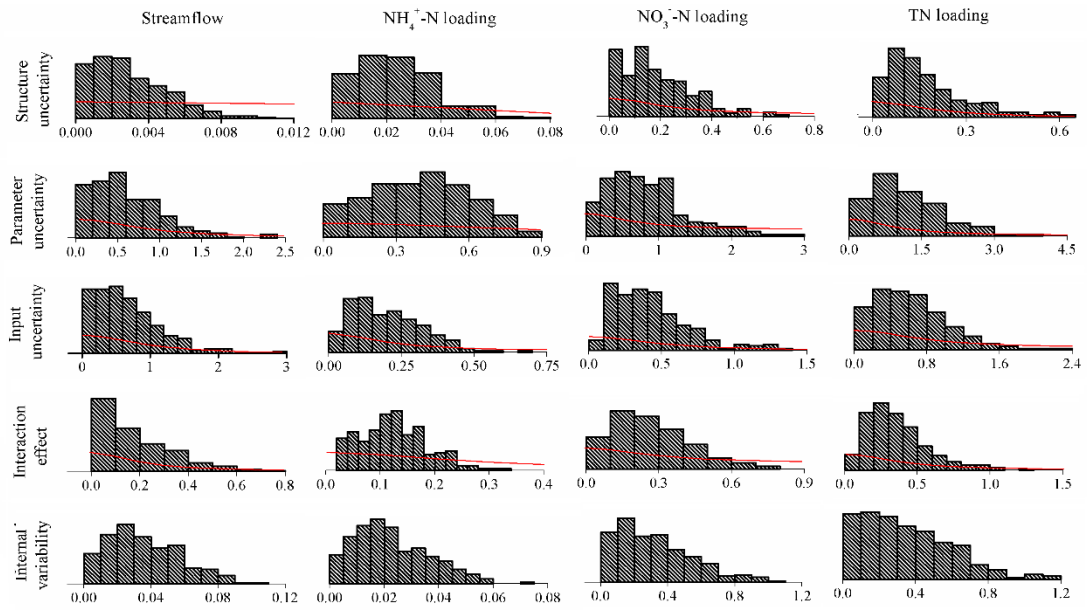 Streamflow NH₄⁺-N loading NO₃⁻-N loading TN loading
Structure
uncertainty
0.000 0.004 0.008 0.012 0.00 0.02 0.04 0.06 0.08 0.0 0.2 0.4 0.6 0.8 0.0 0.3 0.6
Parameter
uncertainty
0.0 0.5 1.0 1.5 2.0 2.5 0.0 0.3 0.6 0.9 0 1 2 3 0.0 1.5 3.0 4.5
Input
uncertainty
0 1 2 3 0.00 0.25 0.50 0.75 0.0 0.5 1.0 1.5 0.0 0.8 1.6 2.4
Interaction
effect
0.0 0.2 0.4 0.6 0.8 0.0 0.1 0.2 0.3 0.4 0.0 0.3 0.6 0.9 0.0 0.5 1.0 1.5
Internal
variability
0.00 0.04 0.08 0.12 0.00 0.02 0.04 0.06 0.08 0.0 0.4 0.8 1.2 0.0 0.4 0.8 1.2